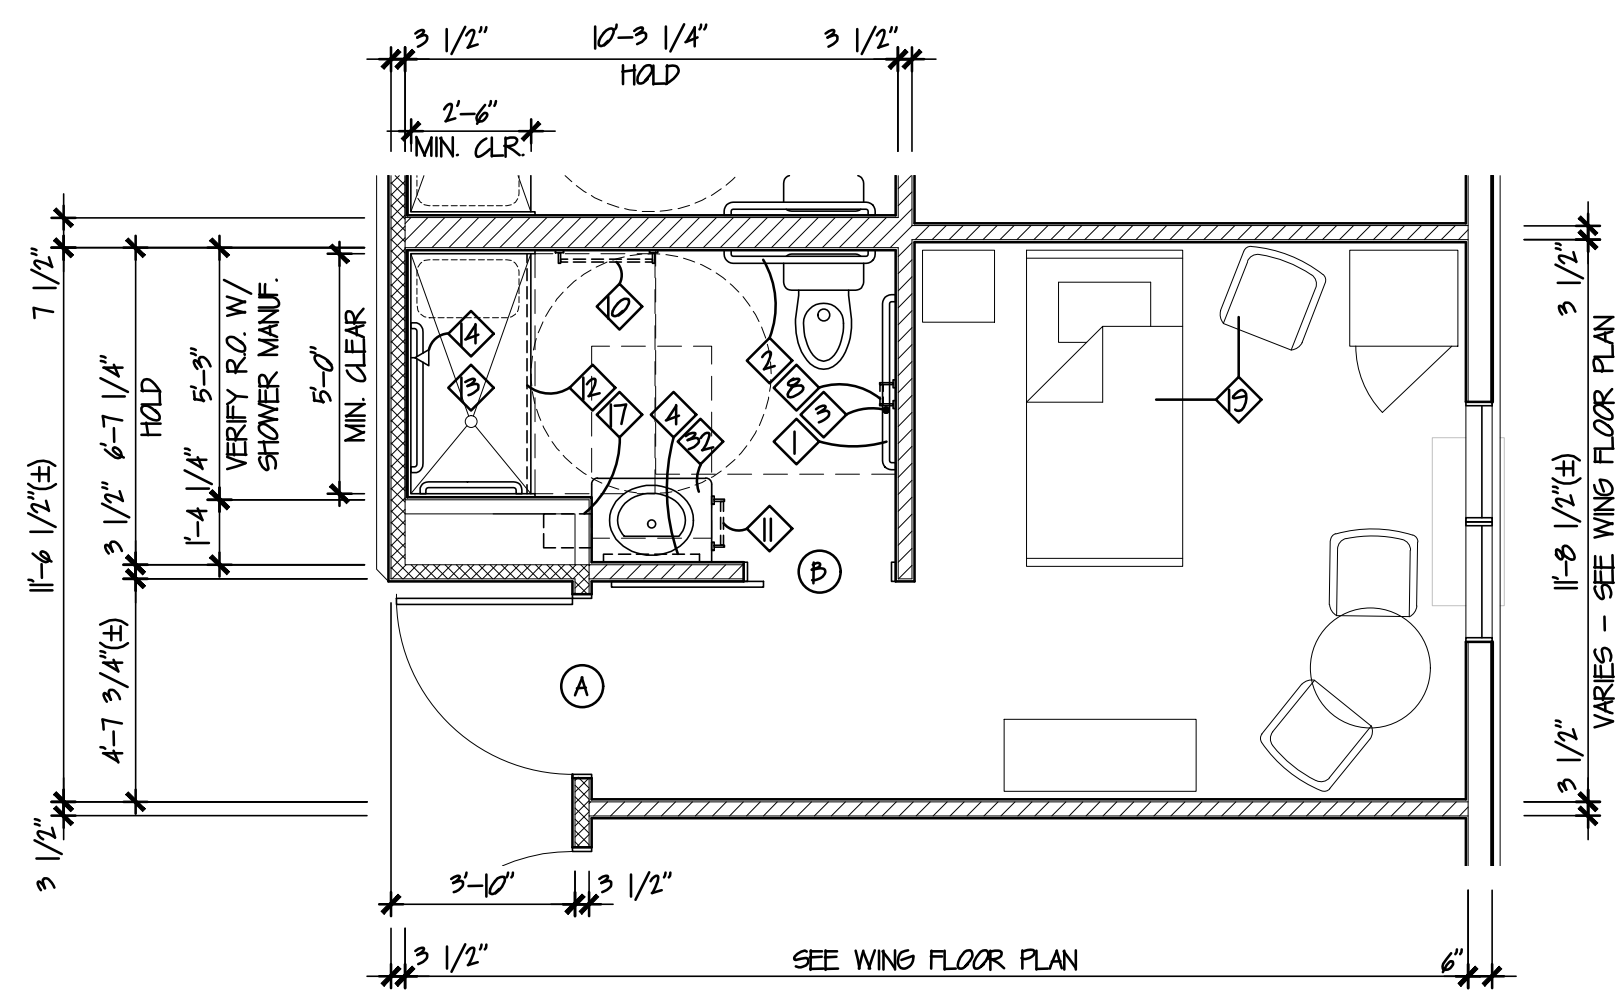 3 1/2" 10'-3 1/4" 3 1/2"
HOLD
2'-6"
MIN. CLR.
7 1/2"
11'-6 1/2"(±)
3 1/2"
6'-7 1/4"
HOLD
3 1/2"
4'-7 3/4"(±)
5'-3"
VERIFY R.O. W/
SHOWER MANUF.
1'-4 1/4"
5'-0"
MIN. CLEAR
10
14
13
12
17
4
32
2
8
3
1
11
19
B
A
3 1/2"
11'-8 1/2"(±)
VARIES - SEE WING FLOOR PLAN
3 1/2"
3'-10" 3 1/2"
3 1/2" SEE WING FLOOR PLAN 6"